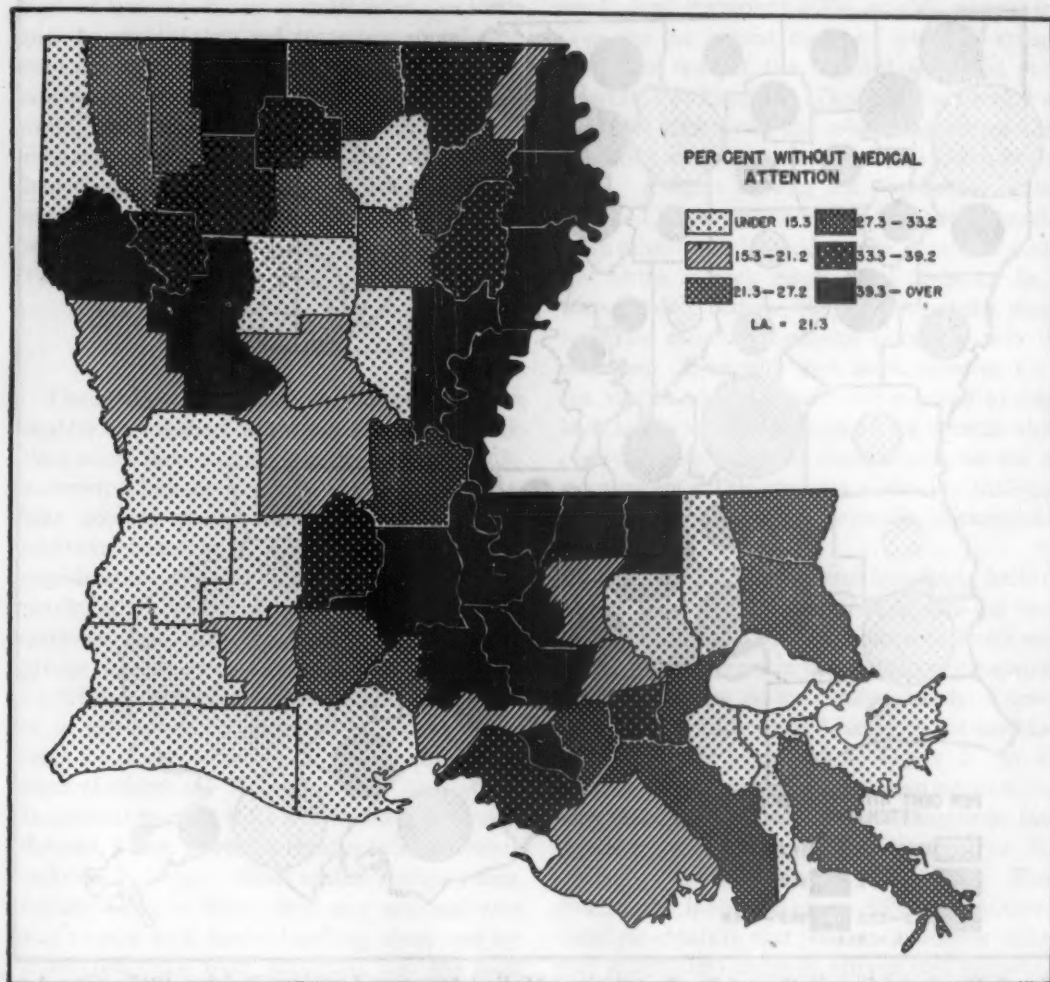 PER CENT WITHOUT MEDICAL
ATTENTION
UNDER 15.3
27.3-33.2
15.3-21.2
33.3-39.2
21.3-27.2
39.3-OVER
LA. = 21.3